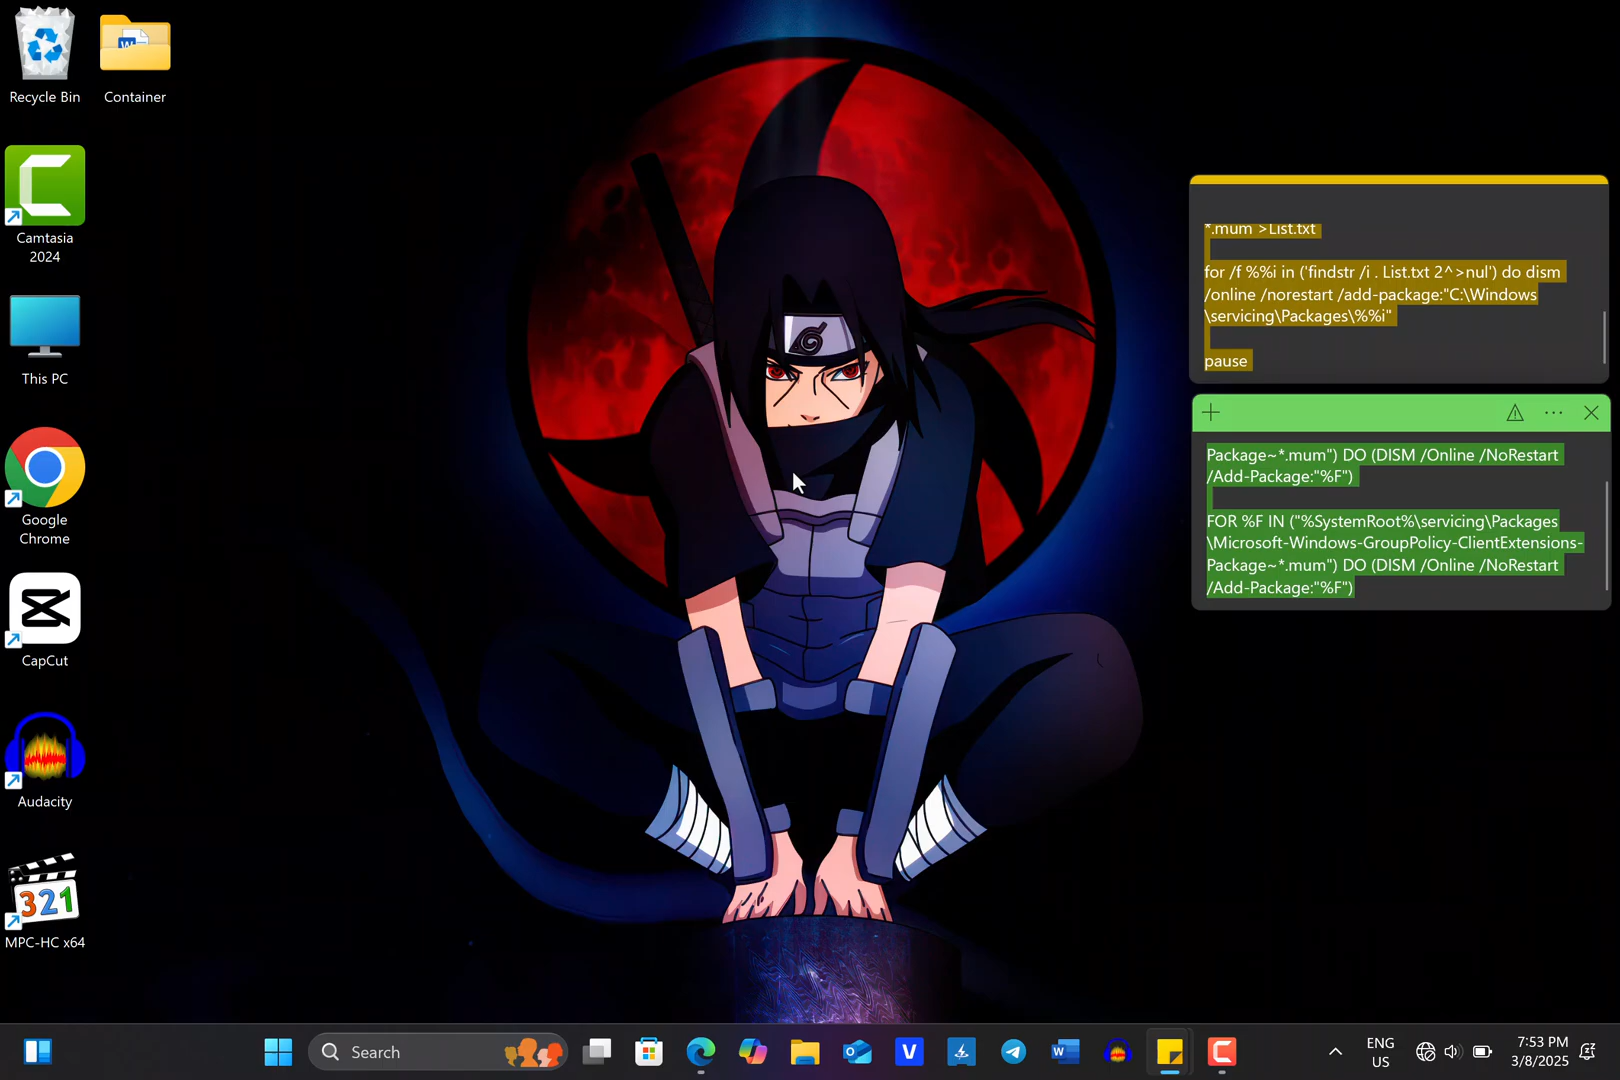 Recycle Bin
Container
Camtasia
2024
This PC
Google
Chrome
CapCut
Audacity
321
MPC-HC x64
*.mum >List.txt
for /f %%i in ('findstr /i . List.txt 2^>nul') do dism
/online /norestart /add-package:"C:\Windows
\servicing\Packages\%%i"
pause
Package~*.mum") DO (DISM /Online /NoRestart
/Add-Package:"%F")
FOR %F IN ("%SystemRoot%\servicing\Packages
\Microsoft-Windows-GroupPolicy-ClientExtensions-
Package~*.mum") DO (DISM /Online /NoRestart
/Add-Package:"%F")
Search
ENG
US
7:53 PM
3/8/2025